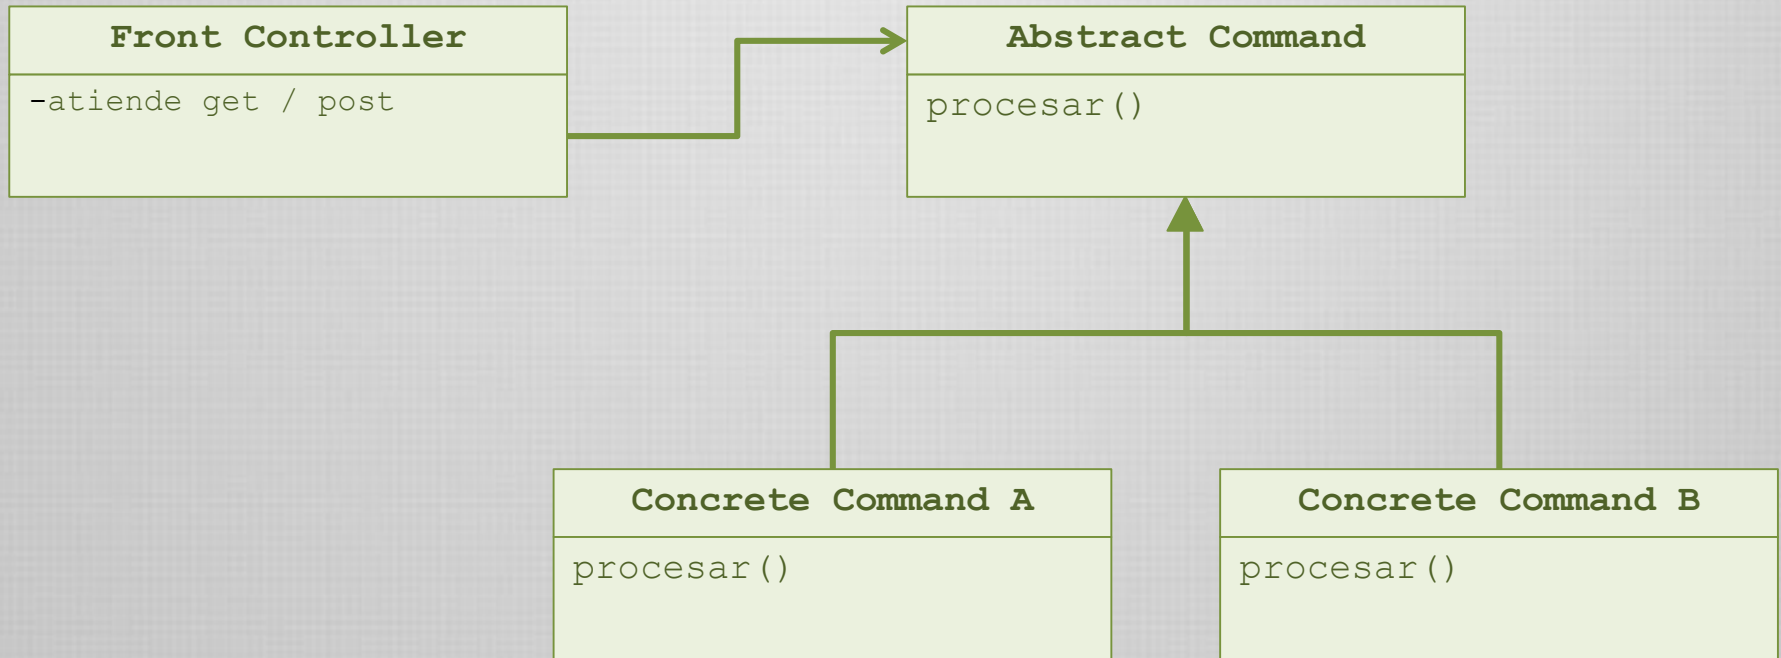 Front Controller
-atiende get / post
Abstract Command
procesar()
Concrete Command A
procesar()
Concrete Command B
procesar()